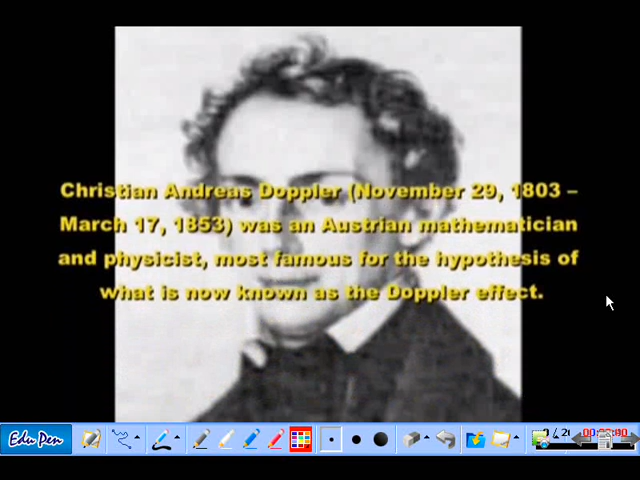 Christian Andreas Doppler (November 29, 1803 –
March 17, 1853) was an Austrian mathematician
and physicist, most famous for the hypothesis of
what is now known as the Doppler effect.
Edu Pen